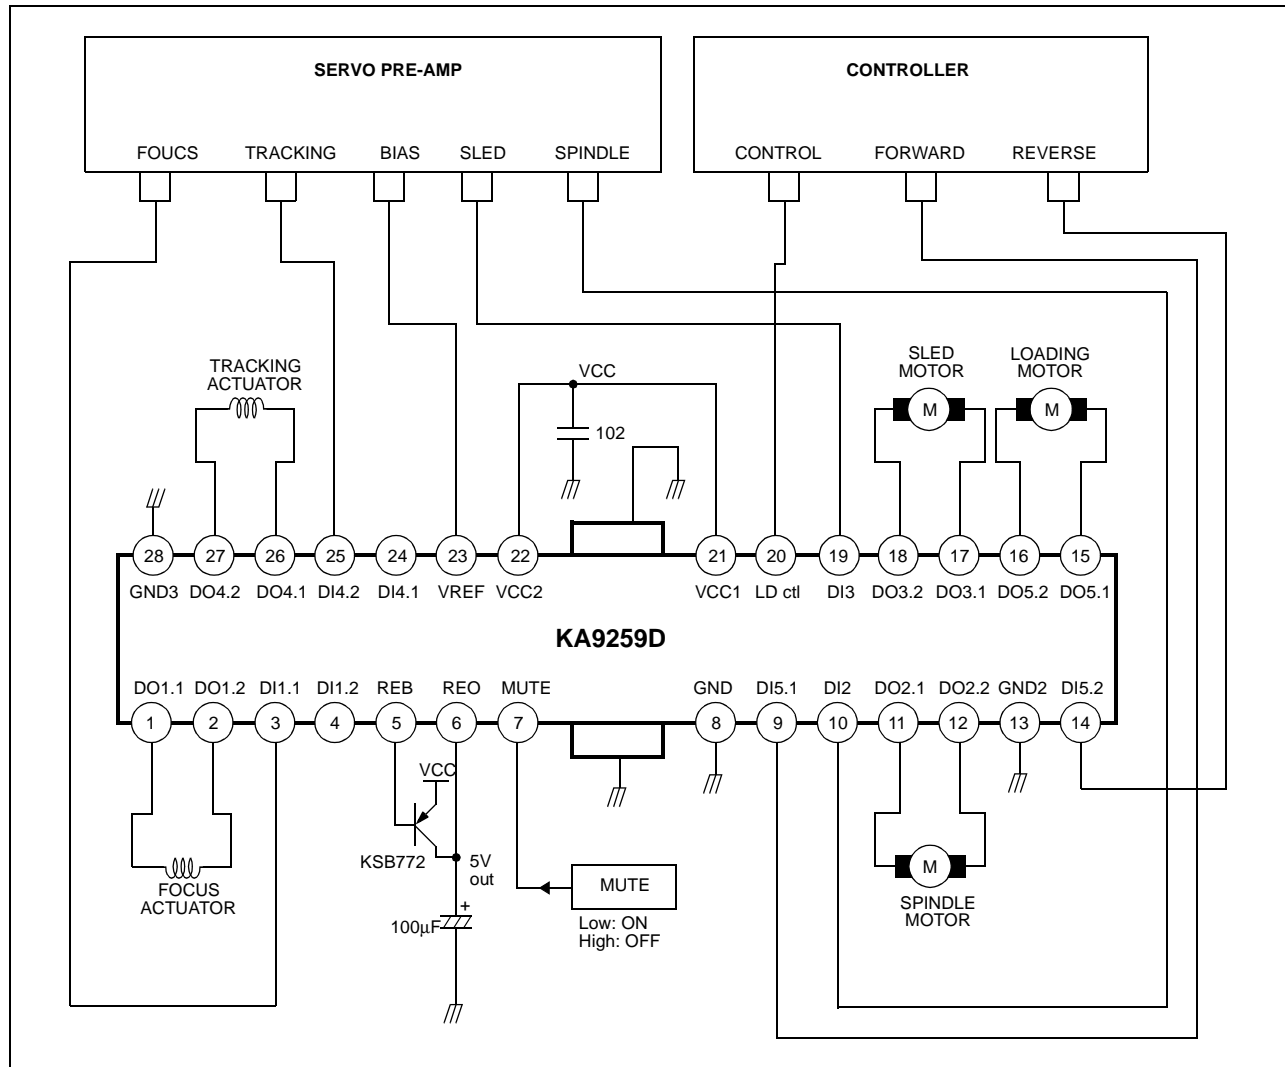 SERVO PRE-AMP
CONTROLLER
FOUCS TRACKING BIAS SLED SPINDLE
CONTROL FORWARD REVERSE
TRACKING
ACTUATOR
VCC
102
SLED
MOTOR
LOADING
MOTOR
M
M
28 27 26 25 24 23 22 21 20 19 18 17 16 15
GND3 DO4.2 DO4.1 DI4.2 DI4.1 VREF VCC2 VCC1 LD ctl DI3 DO3.2 DO3.1 DO5.2 DO5.1
KA9259D
DO1.1 DO1.2 DI1.1 DI1.2 REB REO MUTE GND DI5.1 DI2 DO2.1 DO2.2 GND2 DI5.2
1 2 3 4 5 6 7 8 9 10 11 12 13 14
VCC
KSB772
5V
out
FOCUS
ACTUATOR
+
100μF
MUTE
Low: ON
High: OFF
M
SPINDLE
MOTOR